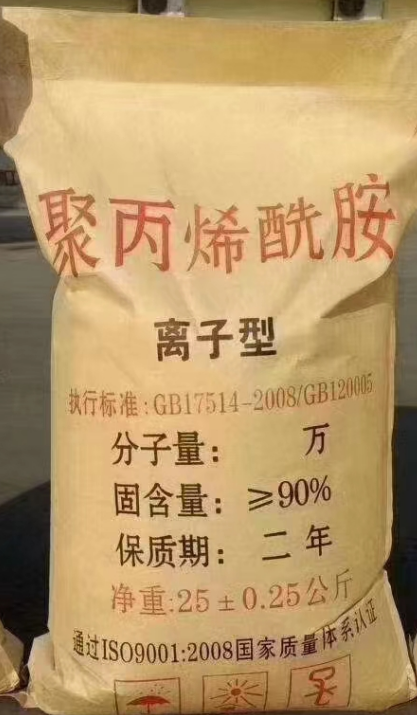 聚丙烯酰胺
离子型
执行标准:GB17514-2008/GB120005
分子量: 万
固含量: ≥90%
保质期: 二年
净重:25±0.25公斤
通过ISO9001:2008国家质量体系认证